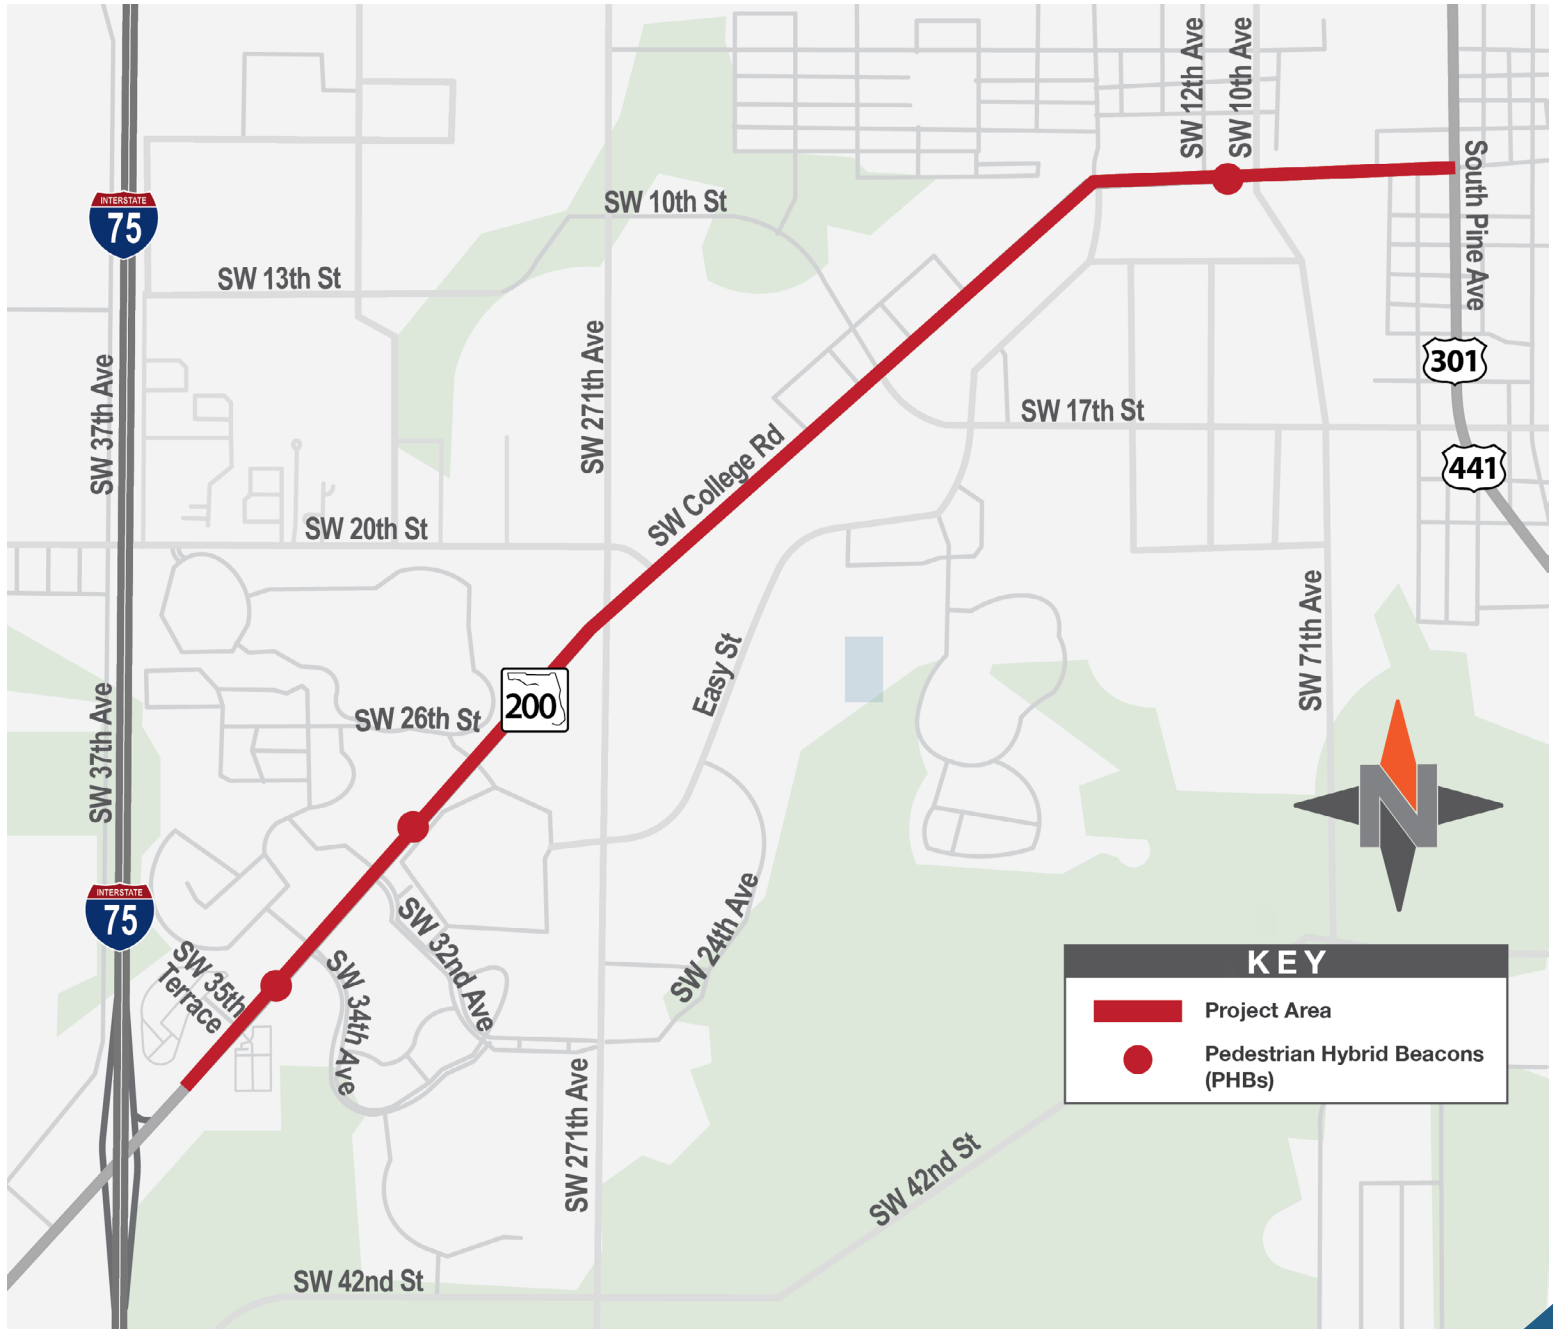 SW 12th Ave
SW 10th Ave
South Pine Ave
INTERSTATE
75
SW 10th St
SW 13th St
SW 271th Ave
SW 37th Ave
301
SW 17th St
441
SW College Rd
SW 20th St
SW 71th Ave
Easy St
200
SW 26th St
SW 37th Ave
N
INTERSTATE
75
SW 32nd Ave
SW 24th Ave
SW 35th
Terrace
SW 34th Ave
KEY
Project Area
Pedestrian Hybrid Beacons
(PHBs)
SW 271th Ave
SW 42nd St
SW 42nd St